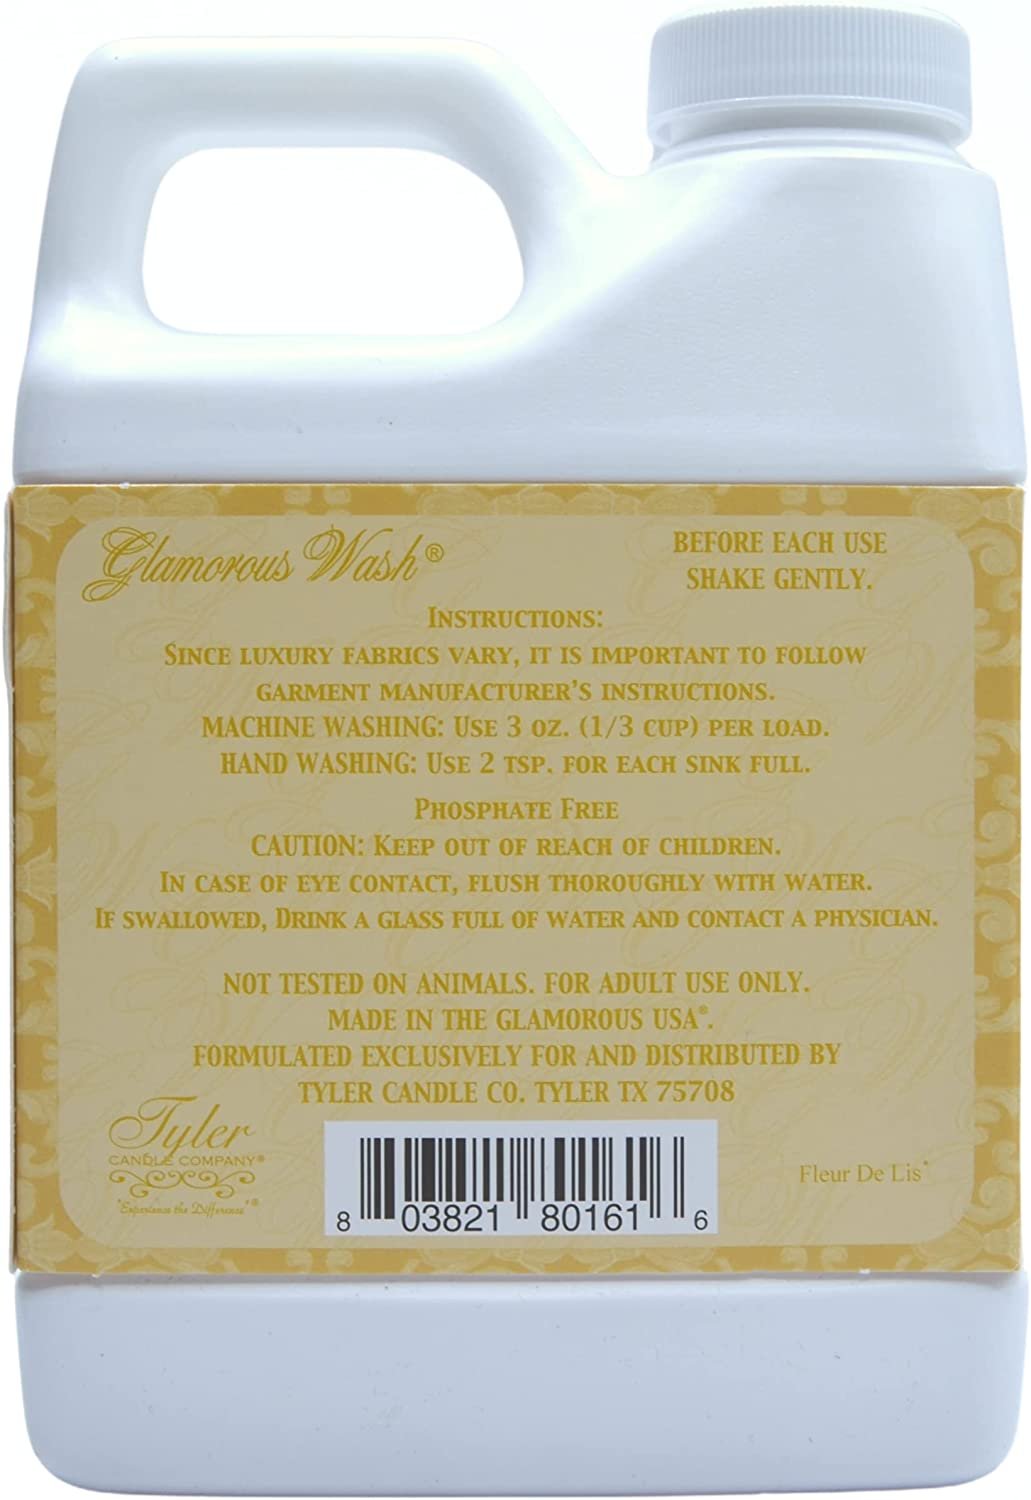 Glamorous Wash®
BEFORE EACH USE
SHAKE GENTLY.
INSTRUCTIONS:
SINCE LUXURY FABRICS VARY, IT IS IMPORTANT TO FOLLOW
GARMENT MANUFACTURER'S INSTRUCTIONS.
MACHINE WASHING: USE 3 OZ. (1/3 CUP) PER LOAD.
HAND WASHING: USE 2 TSP. FOR EACH SINK FULL.
PHOSPHATE FREE
CAUTION: KEEP OUT OF REACH OF CHILDREN.
IN CASE OF EYE CONTACT, FLUSH THOROUGHLY WITH WATER.
IF SWALLOWED, DRINK A GLASS FULL OF WATER AND CONTACT A PHYSICIAN.
NOT TESTED ON ANIMALS. FOR ADULT USE ONLY.
MADE IN THE GLAMOROUS USA®.
FORMULATED EXCLUSIVELY FOR AND DISTRIBUTED BY
TYLER CANDLE CO. TYLER TX 75708
Tyler
CANDLE COMPANY®
"Experience the Difference"®
8 03821 80161 6
Fleur De Lis*